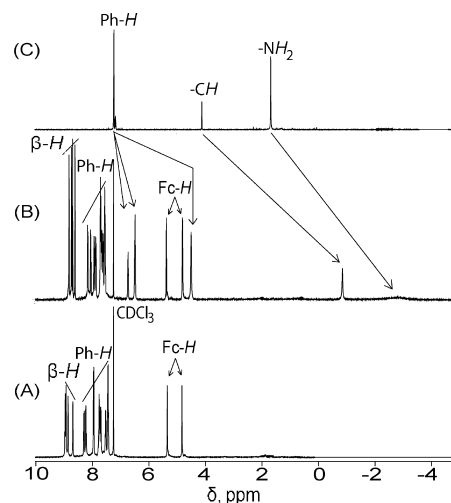 Ph-H
(C)
-CH
-NH2
β-H
Ph-H
Fc-H
(B)
CDCl3
Ph-H
β-H
Fc-H
(A)
10 8 6 4 2 0 -2 -4
δ, ppm